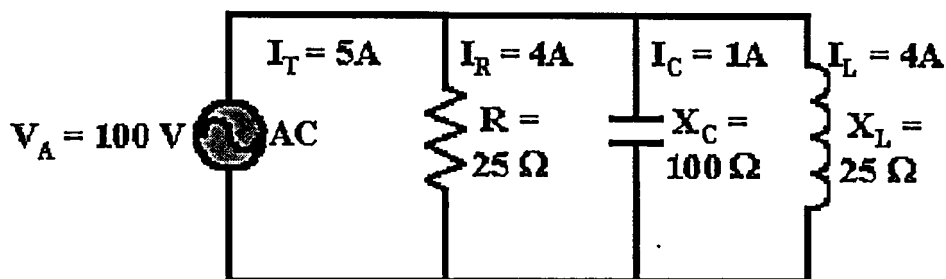 I_T = 5A I_R = 4A I_C = 1A I_L = 4A
V_A = 100 V AC R = X_C = X_L =
25 Ω 100 Ω 25 Ω